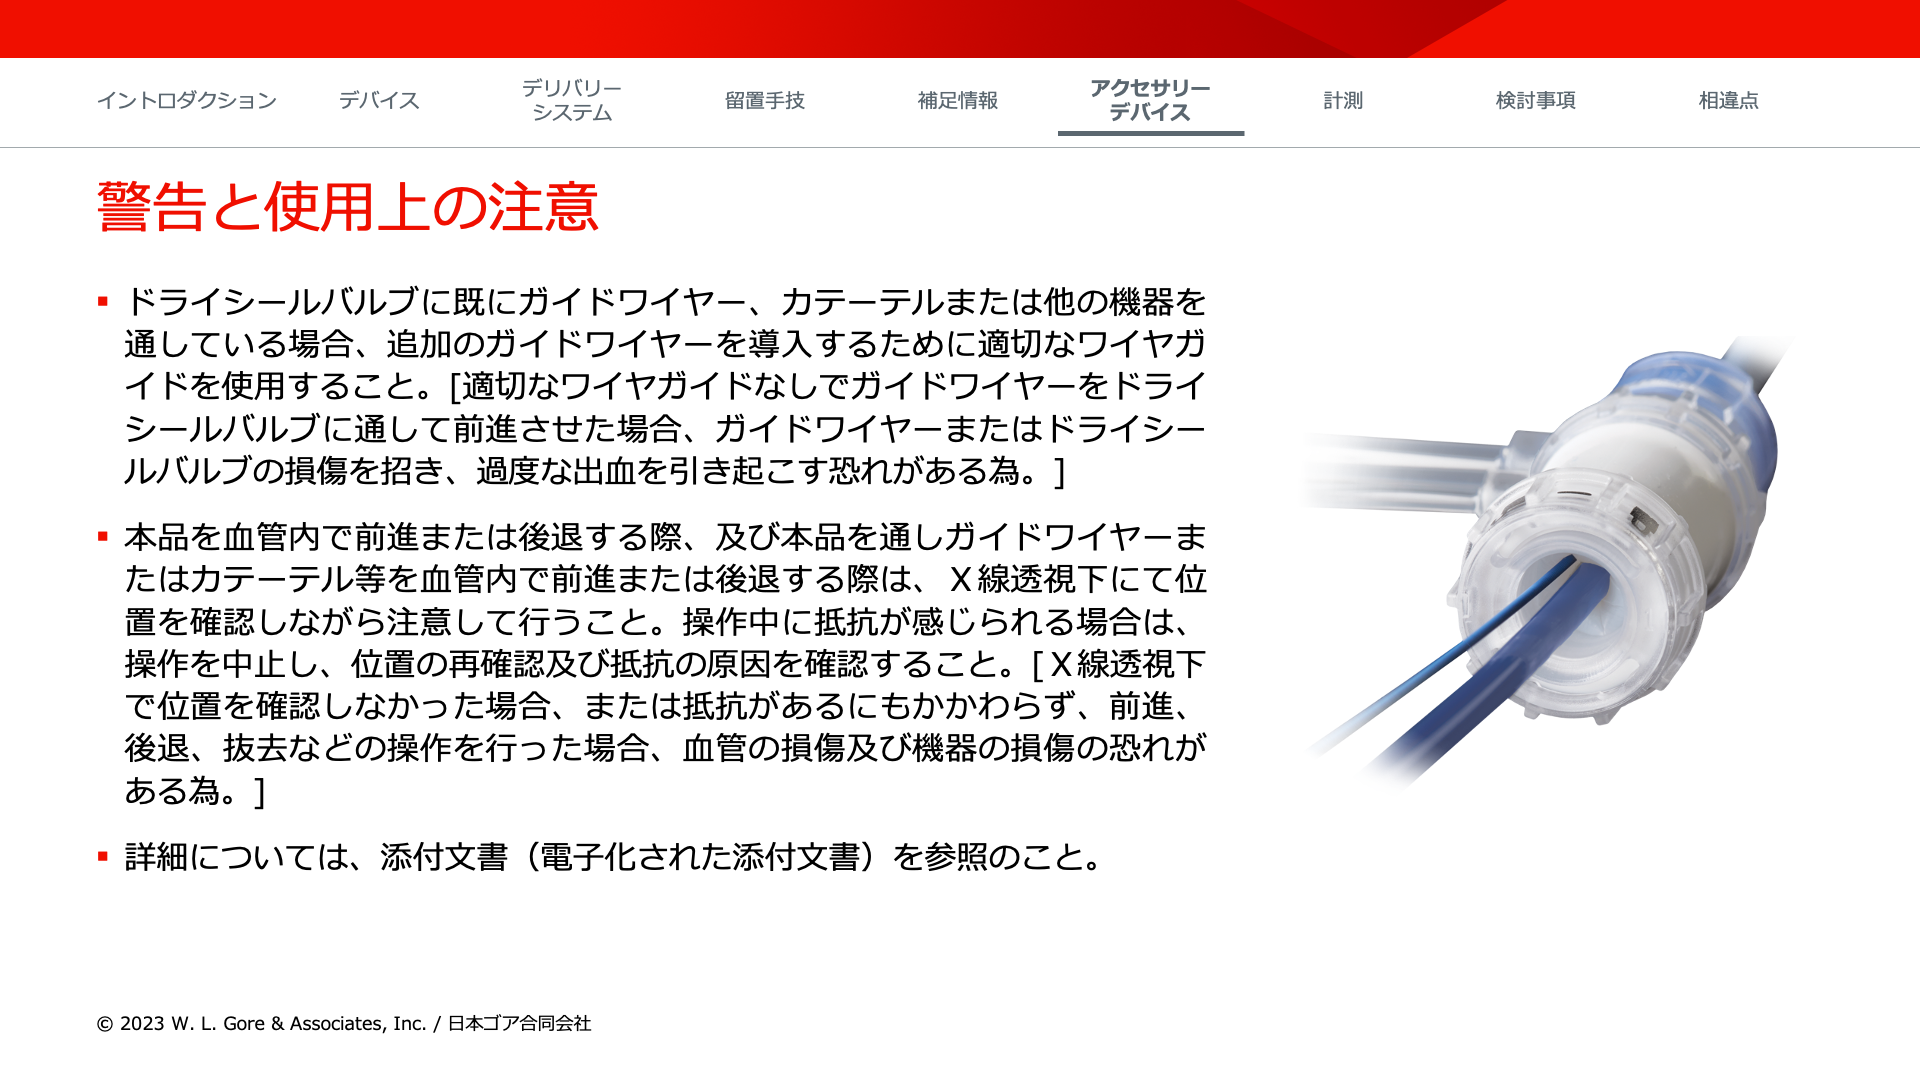 イントロダクション
デバイス
デリバリー
システム
留置手技
補足情報
アクセサリー
デバイス
計測
検討事項
相違点
警告と使用上の注意
▪ ドライシールバルブに既にガイドワイヤー、カテーテルまたは他の機器を
通している場合、追加のガイドワイヤーを導入するために適切なワイヤガ
イドを使用すること。[適切なワイヤガイドなしでガイドワイヤーをドライ
シールバルブに通して前進させた場合、ガイドワイヤーまたはドライシー
ルバルブの損傷を招き、過度な出血を引き起こす恐れがある為。]
▪ 本品を血管内で前進または後退する際、及び本品を通しガイドワイヤーま
たはカテーテル等を血管内で前進または後退する際は、Ｘ線透視下にて位
置を確認しながら注意して行うこと。操作中に抵抗が感じられる場合は、
操作を中止し、位置の再確認及び抵抗の原因を確認すること。[Ｘ線透視下
で位置を確認しなかった場合、または抵抗があるにもかかわらず、前進、
後退、抜去などの操作を行った場合、血管の損傷及び機器の損傷の恐れが
ある為。]
▪ 詳細については、添付文書（電子化された添付文書）を参照のこと。
© 2023 W. L. Gore & Associates, Inc. / 日本ゴア合同会社